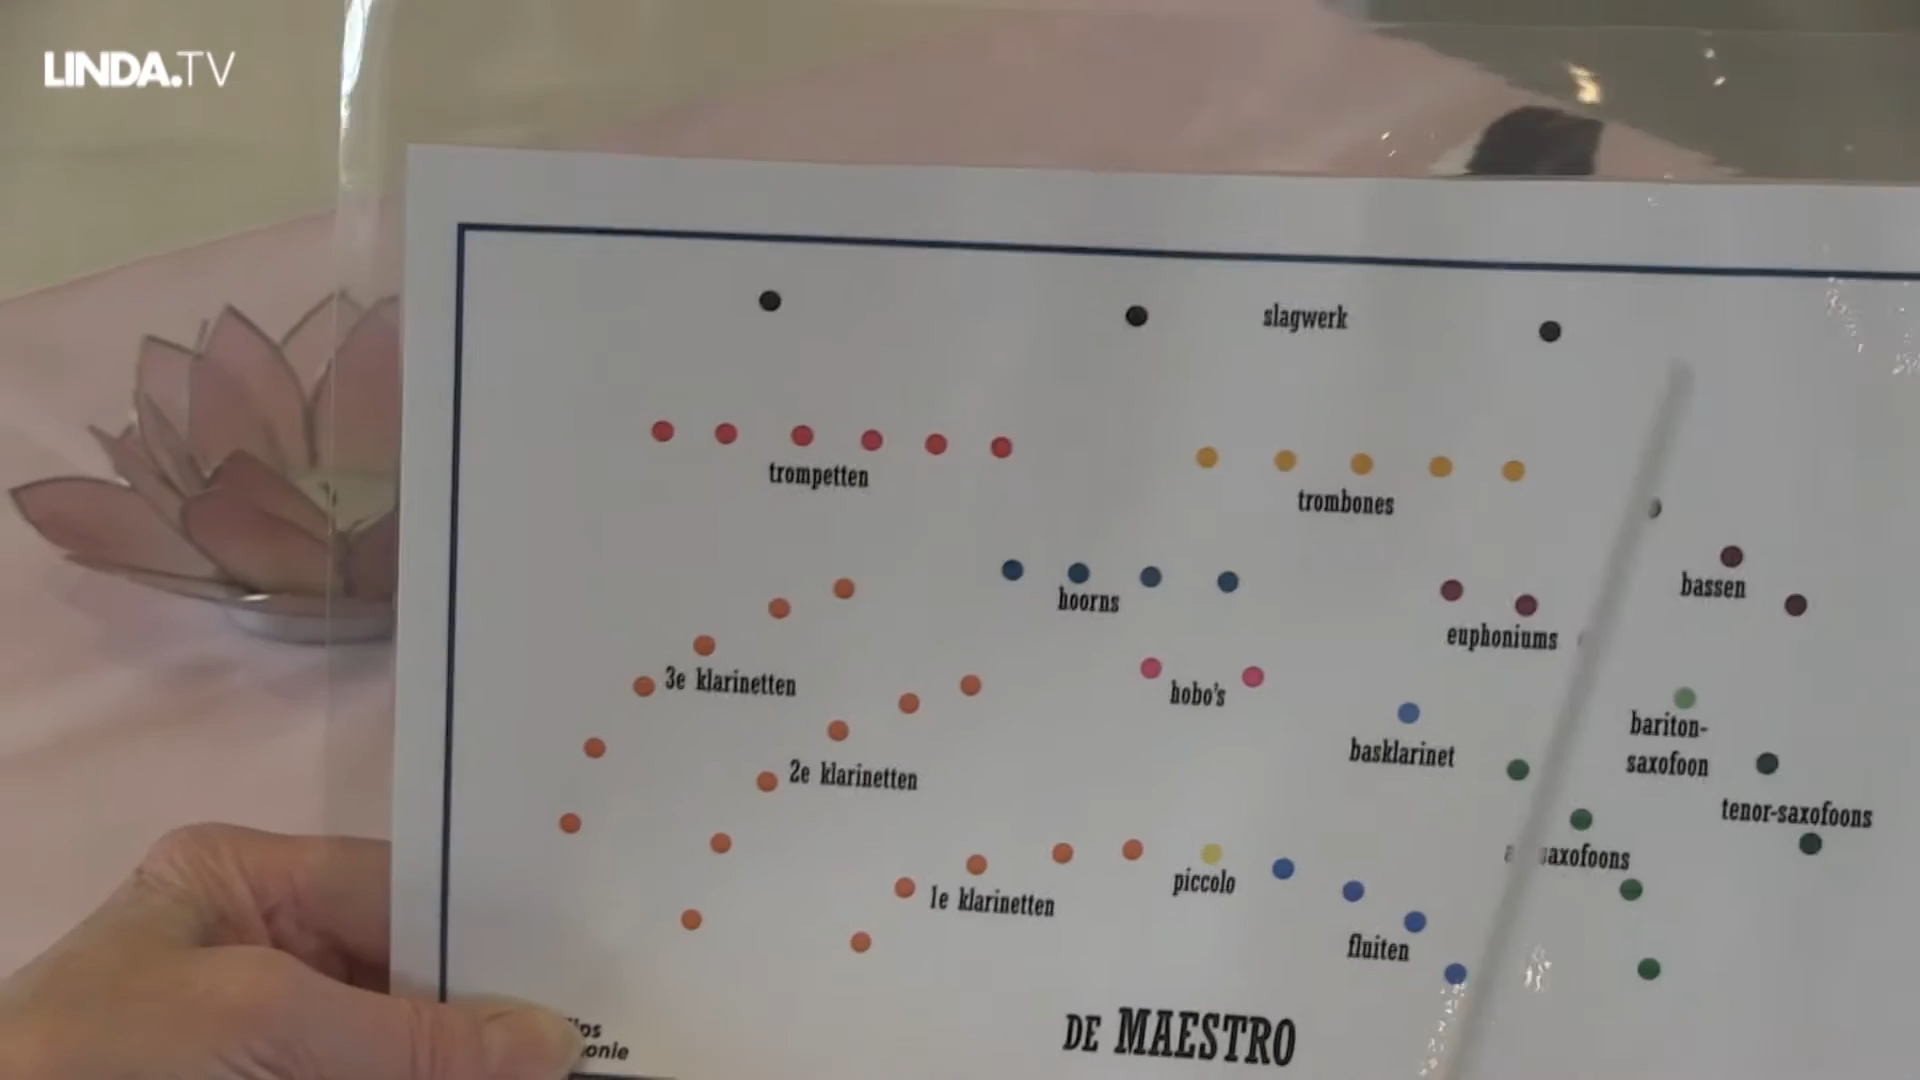 LINDA.TV
slagwerk
trompetten
trombones
hoorns
bassen
euphoniums
3e klarinetten
hobo's
bariton-
saxofoon
basklarinet
2e klarinetten
tenor-saxofoons
saxofoons
piccolo
1e klarinetten
fluiten
DE MAESTRO